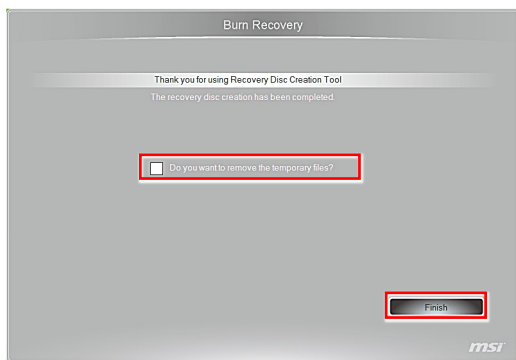 Burn Recovery
Thank you for using Recovery Disc Creation Tool
The recovery disc creation has been completed.
Do you want to remove the temporary files?
Finish
msi